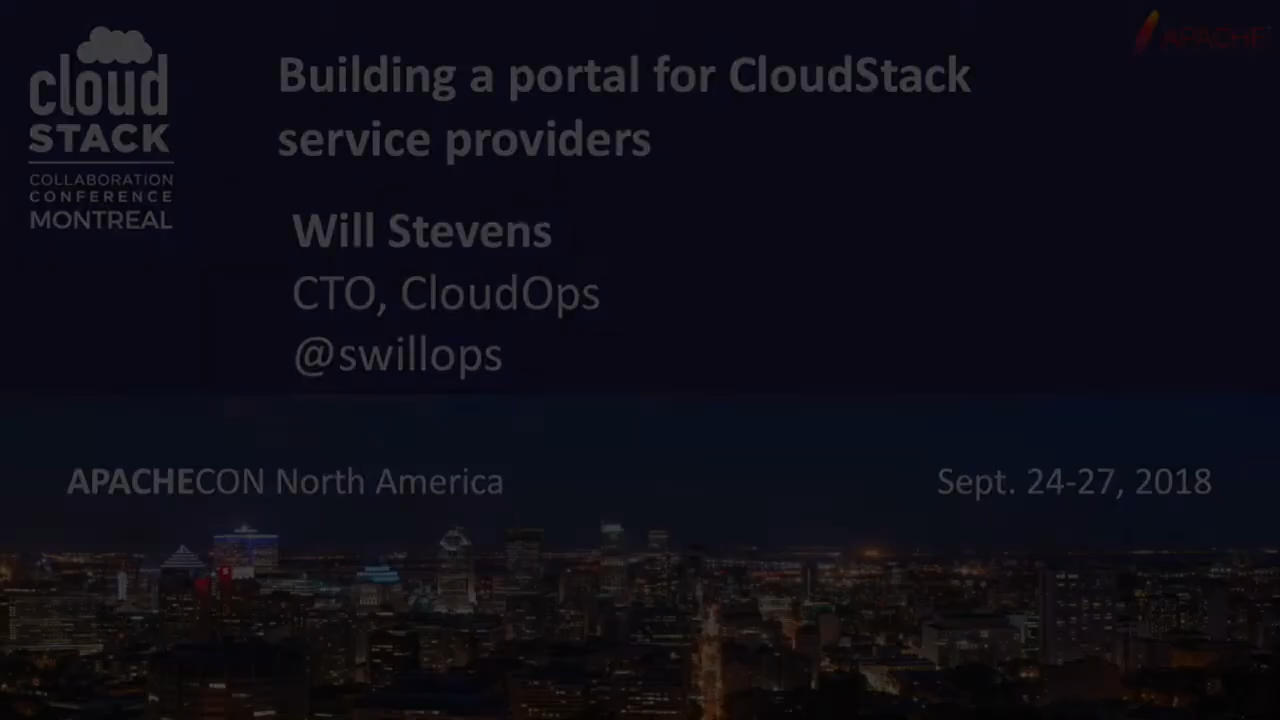 cloud
STACK
COLLABORATION
CONFERENCE
MONTREAL
APACHE
Building a portal for CloudStack
service providers
Will Stevens
CTO, CloudOps
@swillops
APACHECON North America
Sept. 24-27, 2018